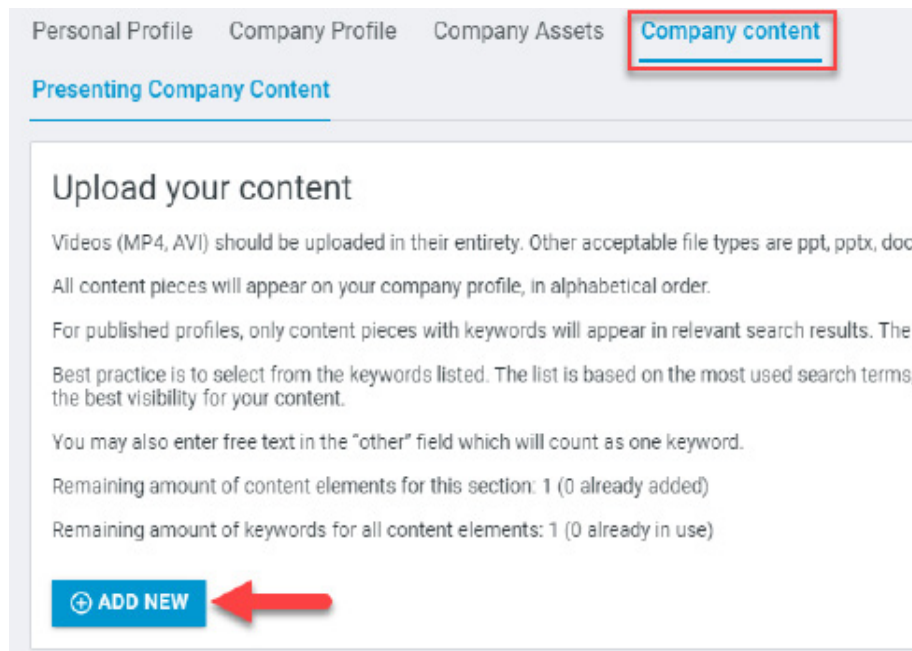 Personal Profile Company Profile Company Assets Company content
Presenting Company Content
Upload your content
Videos (MP4, AVI) should be uploaded in their entirety. Other acceptable file types are ppt, pptx, doc
All content pieces will appear on your company profile, in alphabetical order.
For published profiles, only content pieces with keywords will appear in relevant search results. The
Best practice is to select from the keywords listed. The list is based on the most used search terms,
the best visibility for your content.
You may also enter free text in the "other" field which will count as one keyword.
Remaining amount of content elements for this section: 1 (0 already added)
Remaining amount of keywords for all content elements: 1 (0 already in use)
ADD NEW